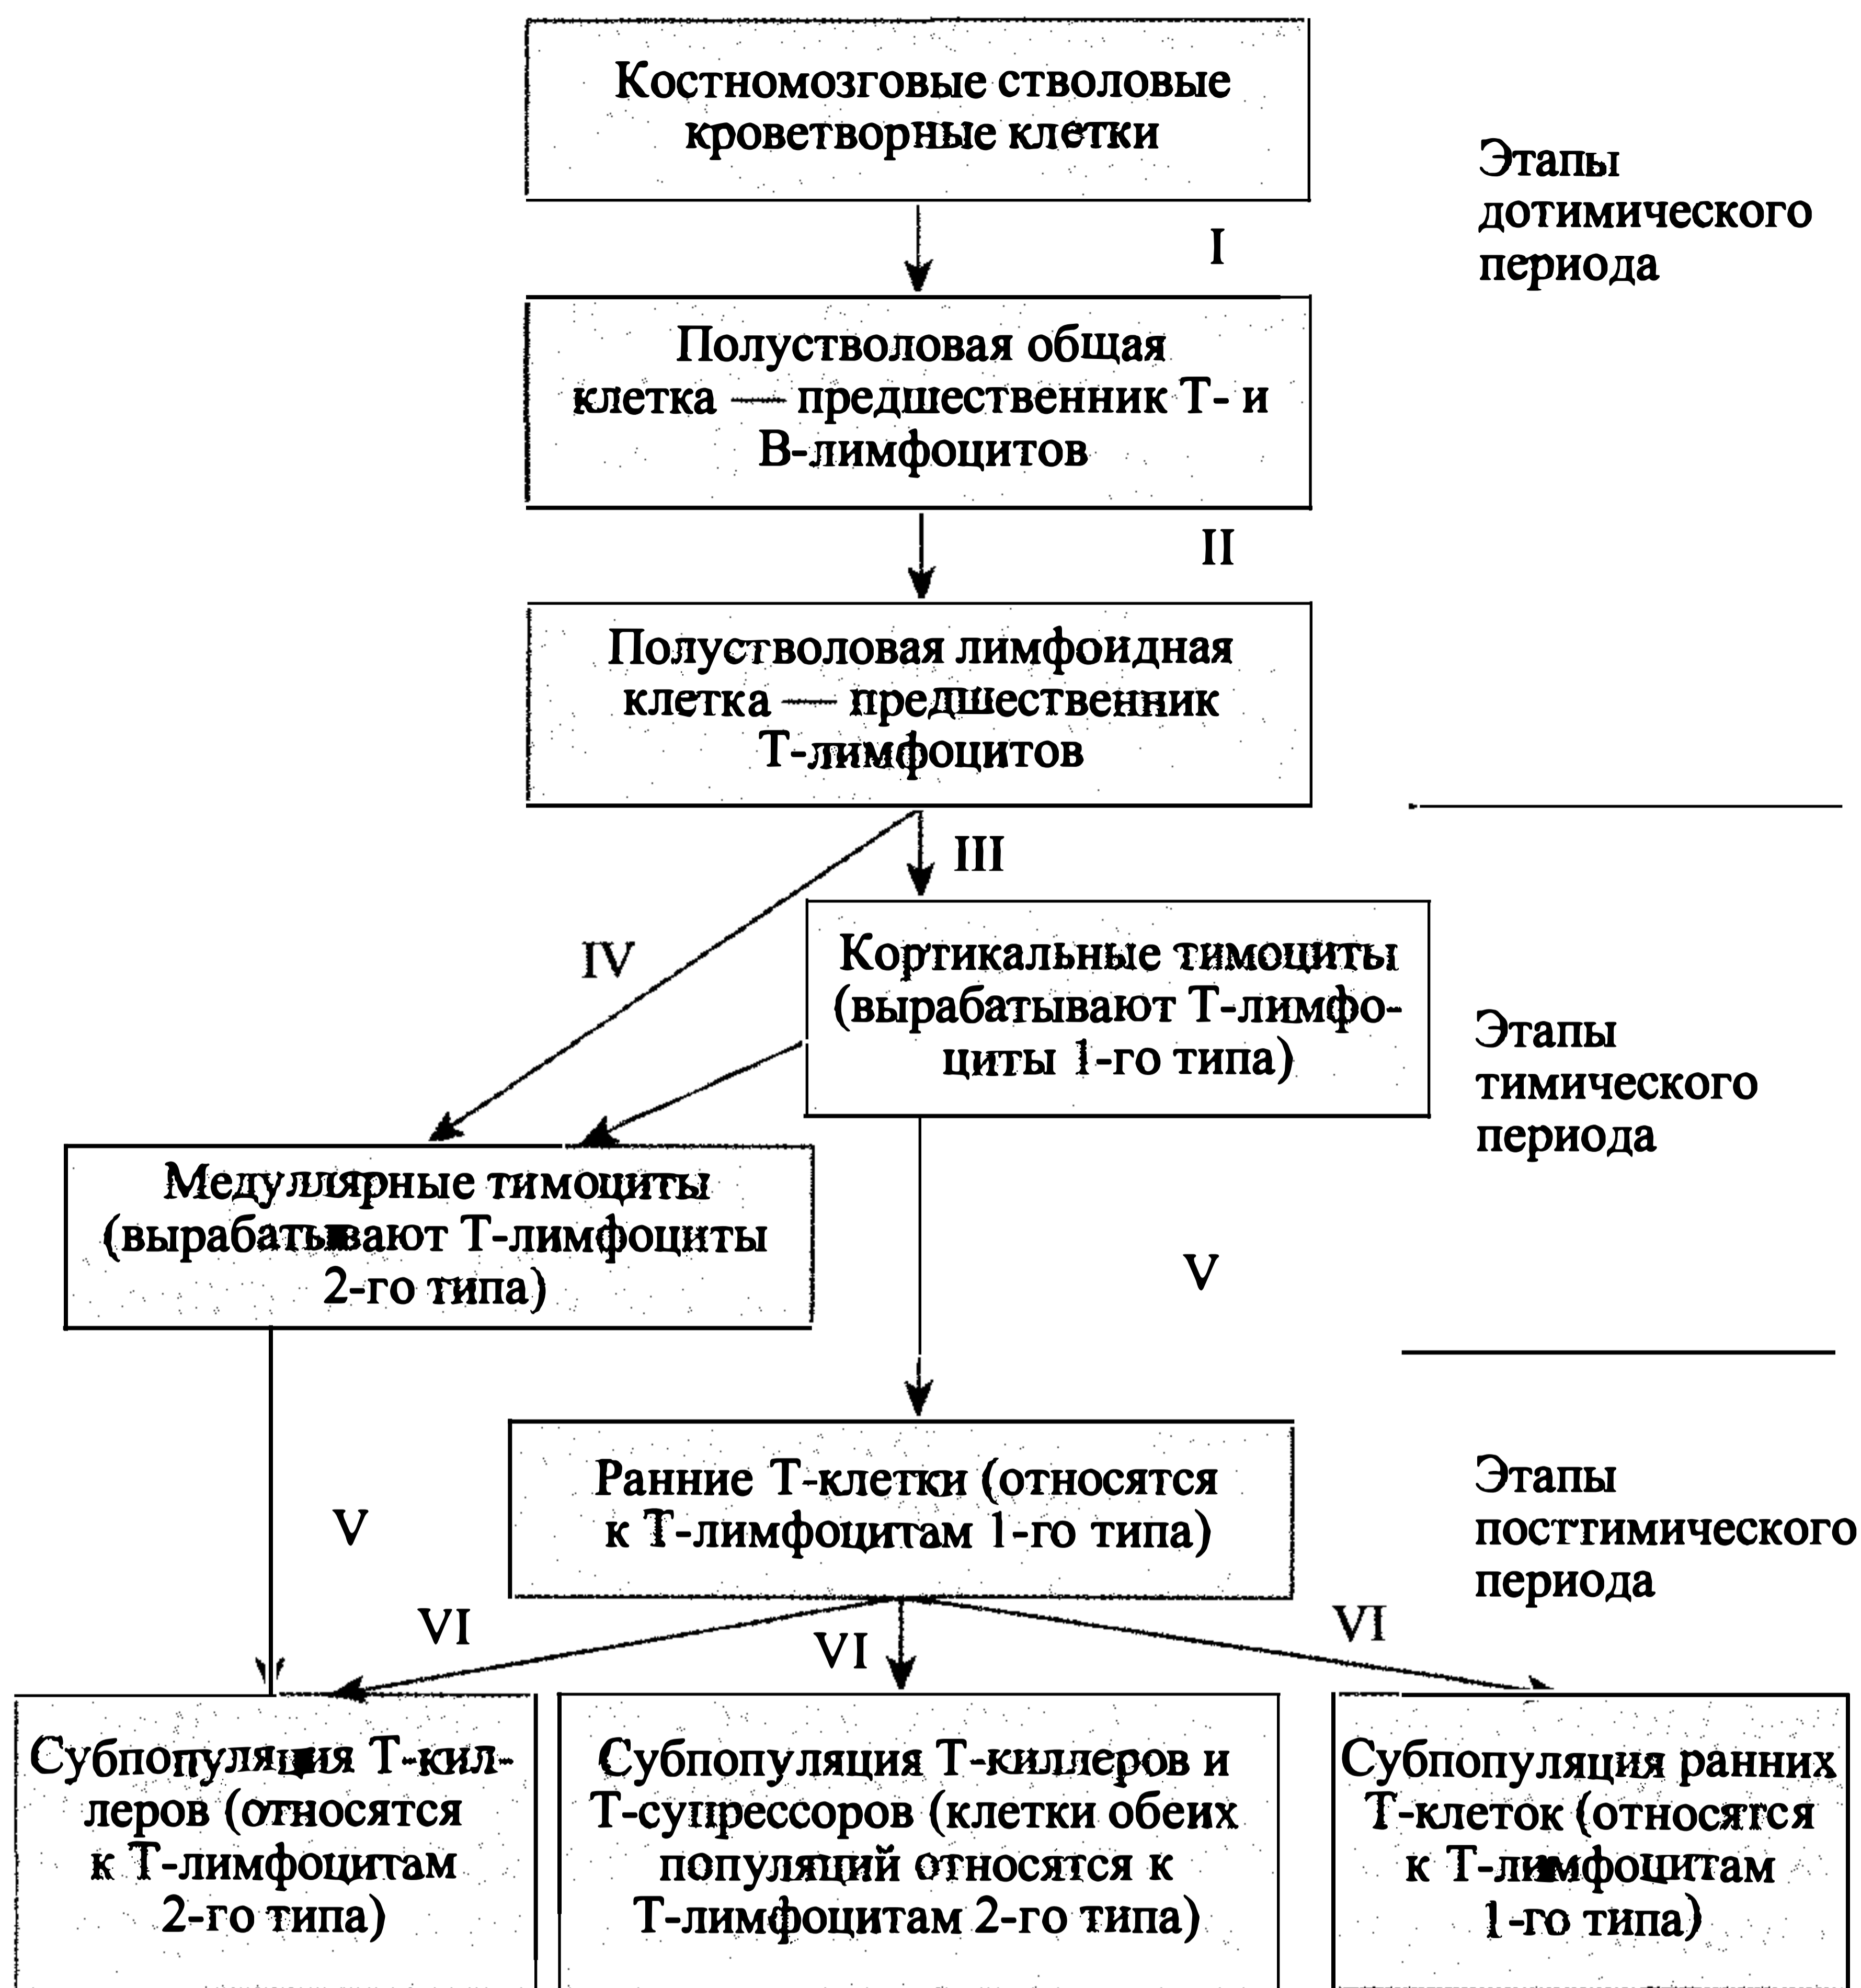 Костномозговые стволовые
кроветворные клетки
Этапы
дотимического
периода
I
Полустволовая общая
клетка — предшественник Т- и
В-лимфоцитов
II
Полустволовая лимфоидная
клетка — предшественник
Т-лимфоцитов
III
IV
Кортикальные тимоциты
(вырабатывают Т-лимфо-
циты 1-го типа)
Этапы
тимического
периода
Медуллярные тимоциты
(вырабатывают Т-лимфоциты
2-го типа)
V
Ранние Т-клетки (относятся
к Т-лимфоцитам 1-го типа)
Этапы
посттимического
периода
V
VI
VI
VI
Субпопуляция Т-кил-
леров (относятся
к Т-лимфоцитам
2-го типа)
Субпопуляция Т-киллеров и
Т-супрессоров (клетки обеих
популяций относятся к
Т-лимфоцитам 2-го типа)
Субпопуляция ранних
Т-клеток (относятся
к Т-лимфоцитам
1-го типа)